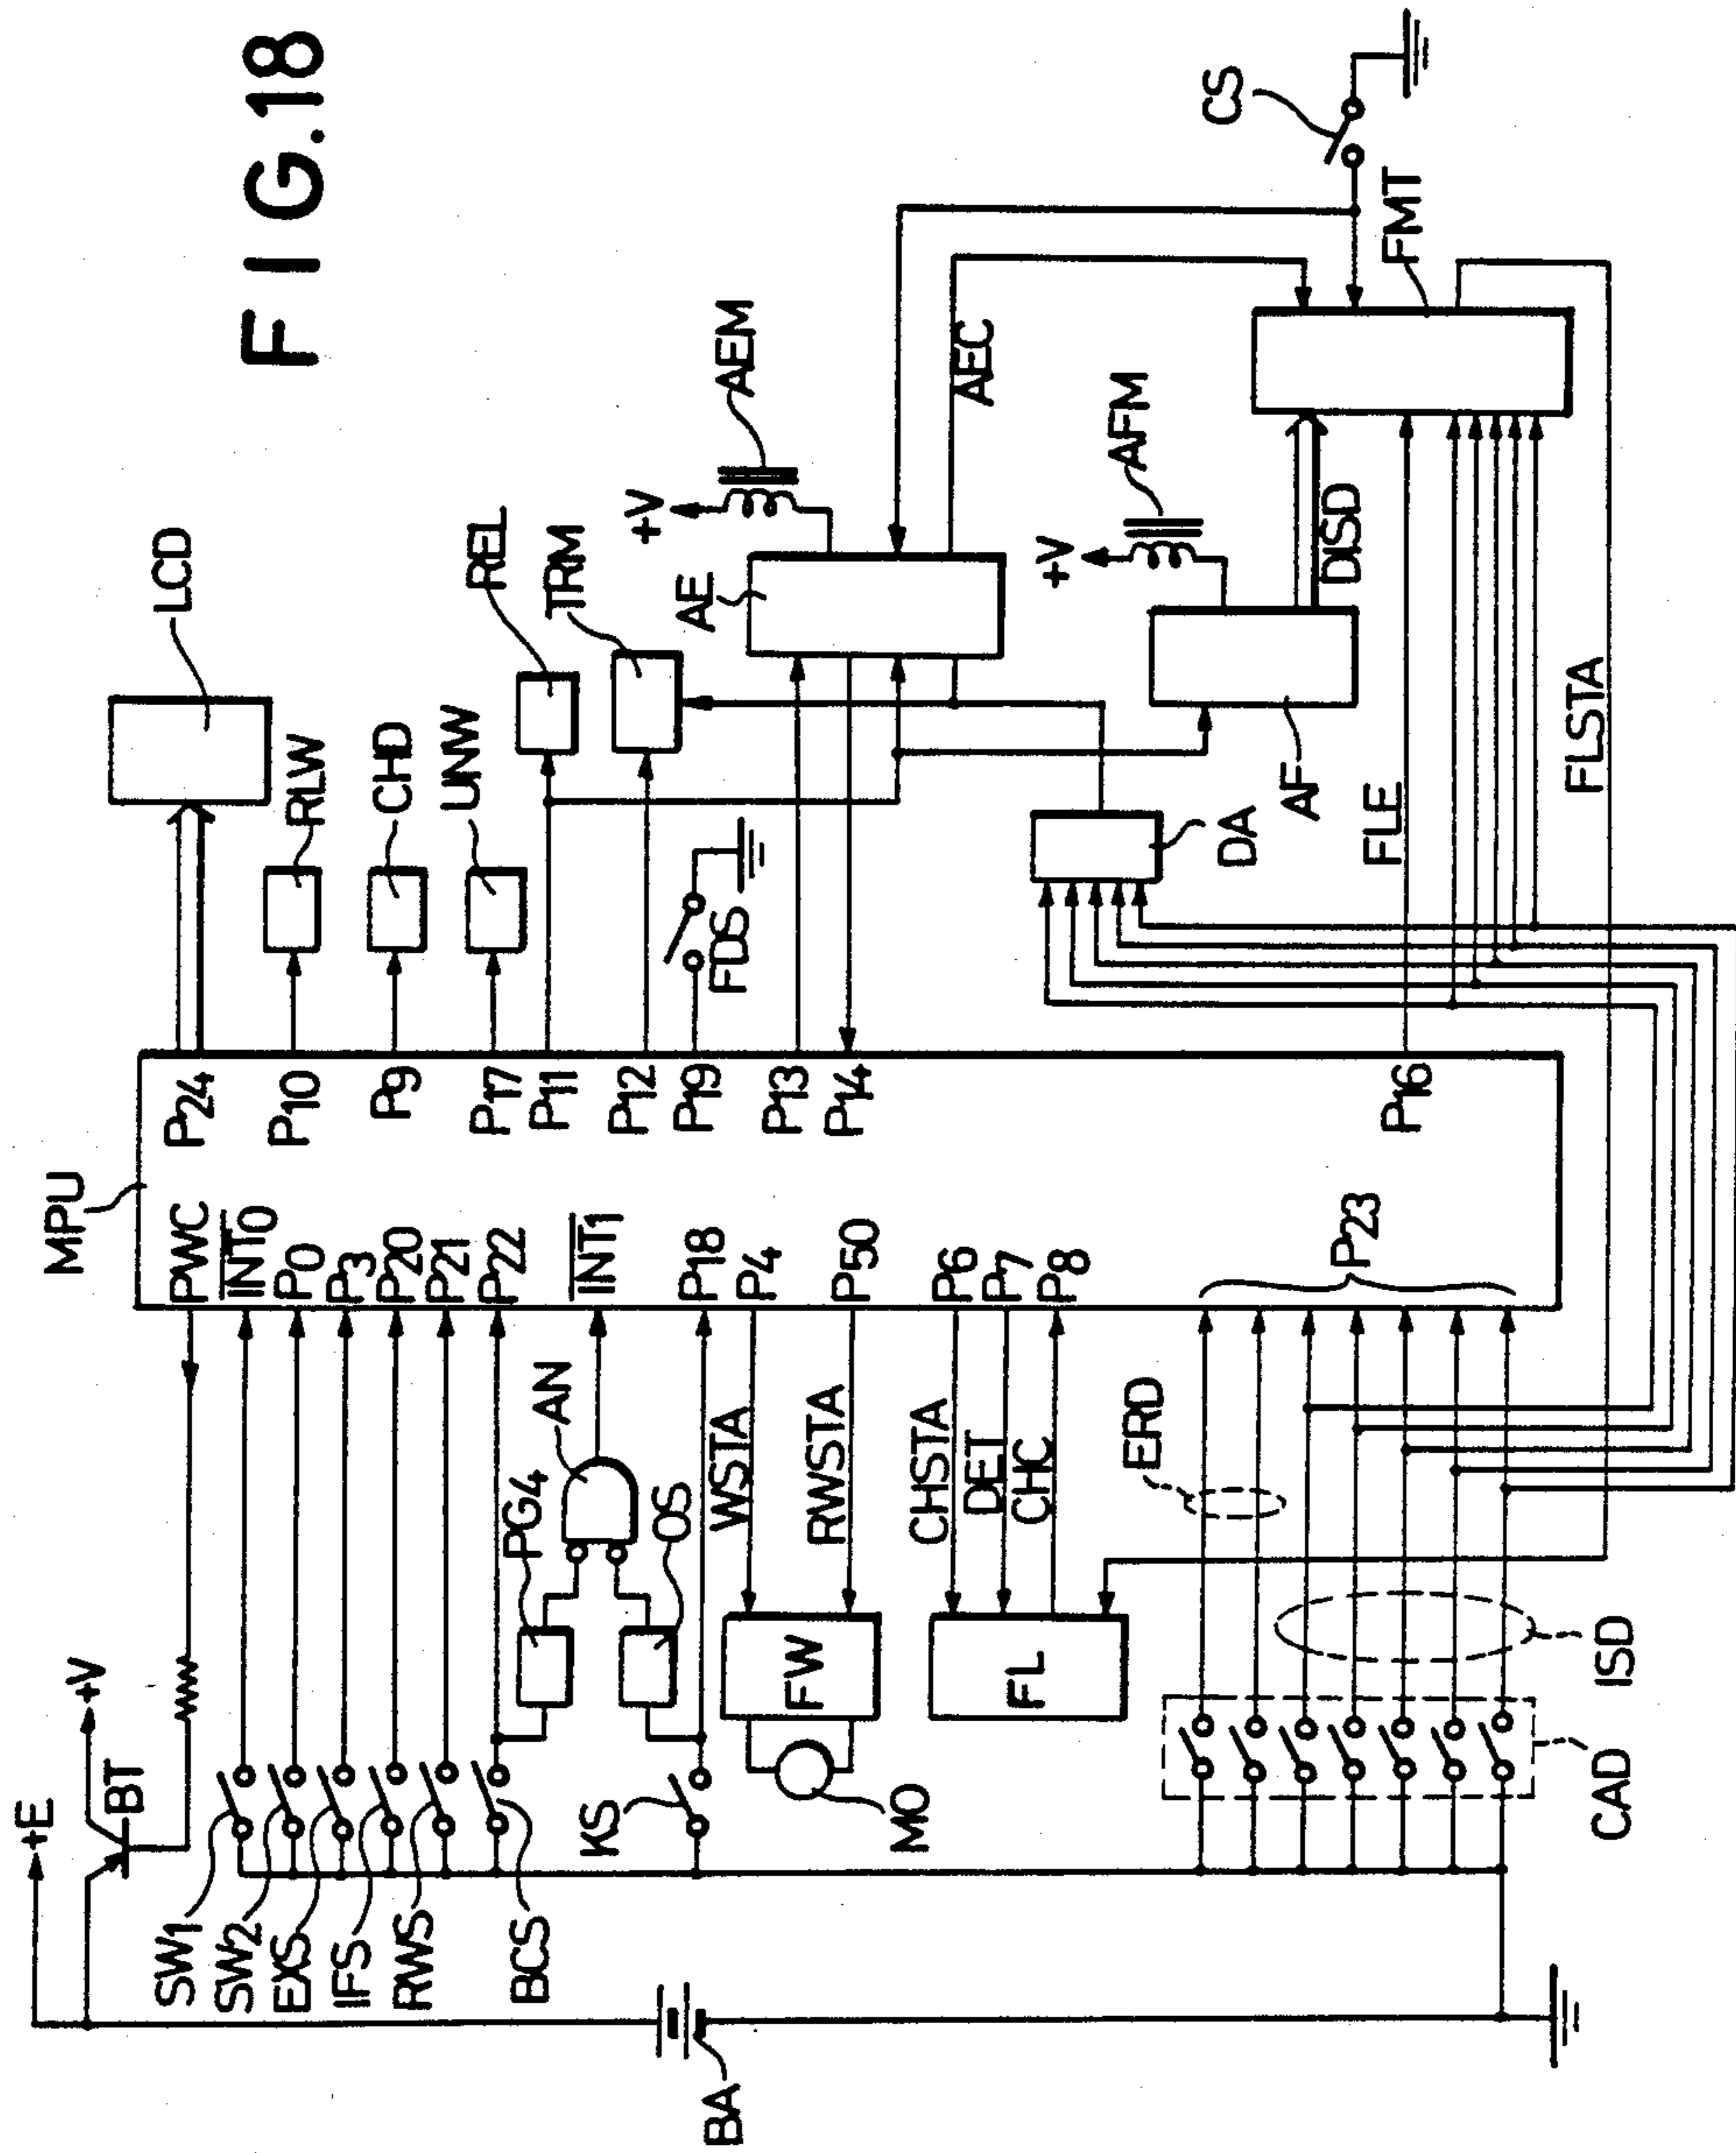 FIG.18
MPU
PWC
INT0
P0
P3
P20
P21
P22
INT1
P18
P4
P50
P6
P7
P8
P23
P24
P10
P9
P17
P11
P12
P19
P13
P14
P16
+E
+V
BT
SW1
SW2
EXS
IFS
RWS
BCS
KS
BA
PG4
AN
OS
WSTA
RWSTA
FW
MO
CHSTA
DET
CHC
FL
ERD
ISD
CAD
LCD
RLW
CHD
UNW
REL
TRM
FDS
AE
+V
AEM
AEC
+V
AFM
AF
DA
DISD
FLE
FLSTA
FMT
CS